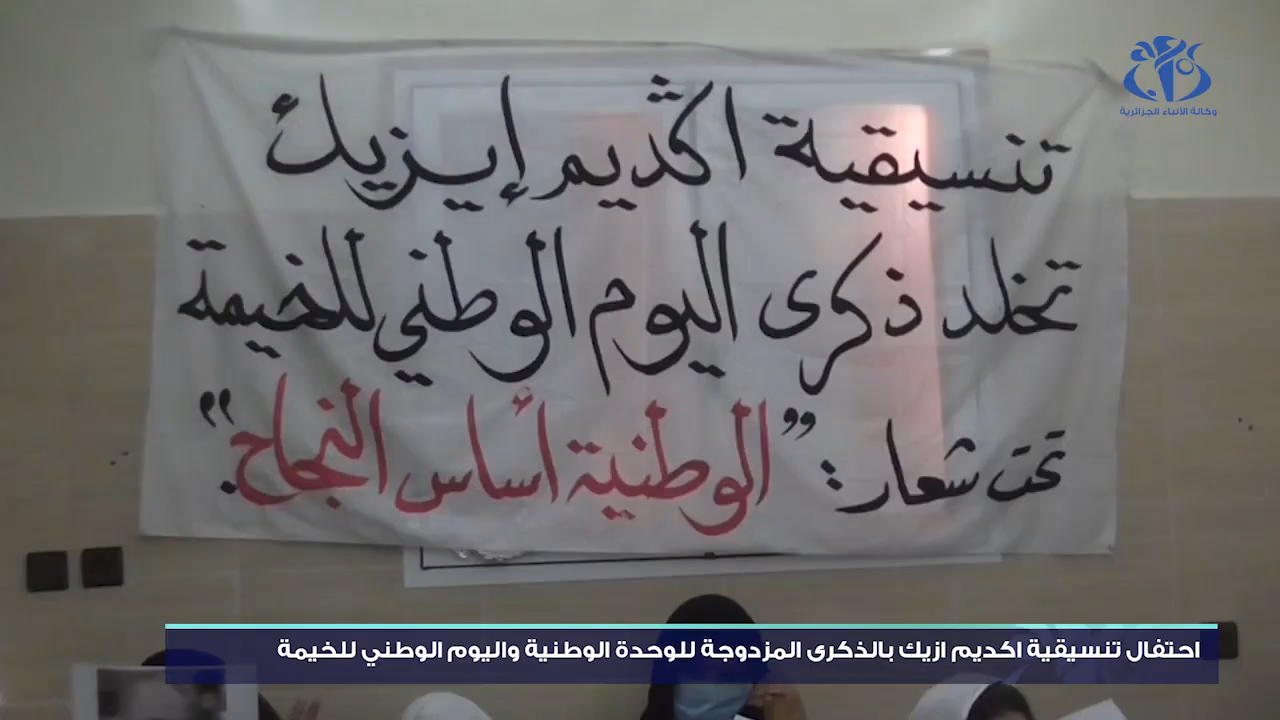 وكالة الأنباء الجزائرية
تنسيقية اڭديم إيزيك
تخلد ذكرى اليوم الوطني للخيمة
تحت شعار: "الوطنية أساس النجاح".
احتفال تنسيقية اكديم ازيك بالذكرى المزدوجة للوحدة الوطنية واليوم الوطني للخيمة